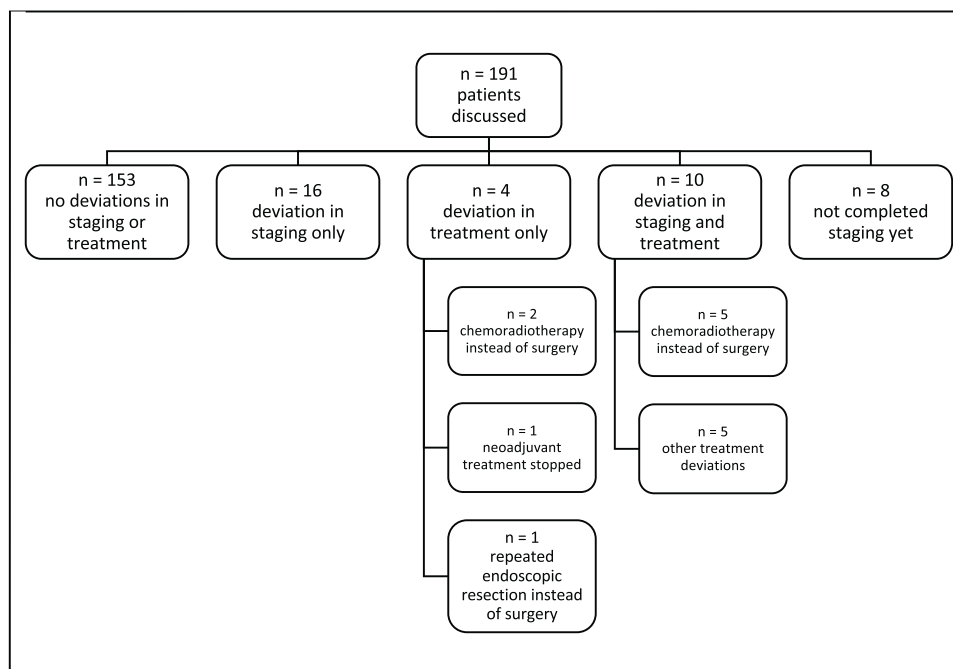 n = 191
patients
discussed
n = 153
no deviations in
staging or
treatment
n = 16
deviation in
staging only
n = 4
deviation in
treatment only
n = 10
deviation in
staging and
treatment
n = 8
not completed
staging yet
n = 2
chemoradiotherapy
instead of surgery
n = 1
neoadjuvant
treatment stopped
n = 1
repeated
endoscopic
resection instead
of surgery
n = 5
chemoradiotherapy
instead of surgery
n = 5
other treatment
deviations